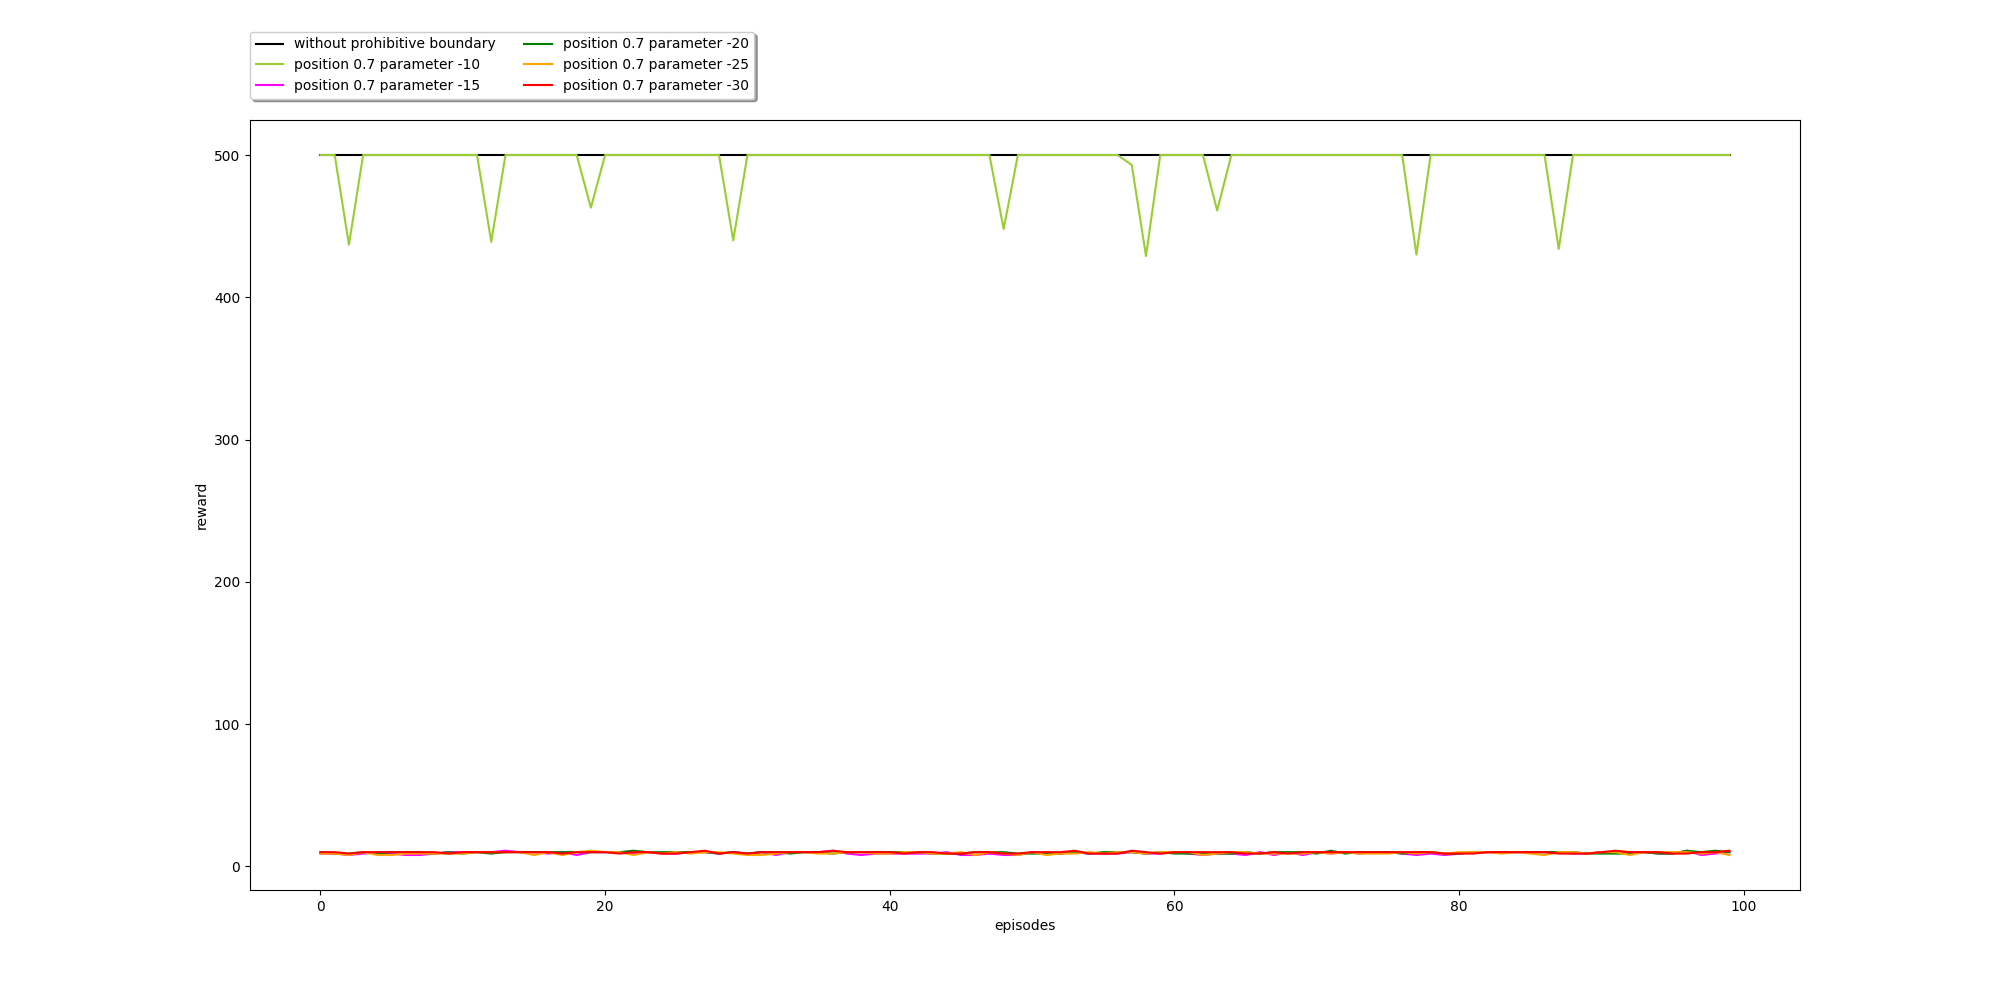 without prohibitive boundary
position 0.7 parameter -10
position 0.7 parameter -15
position 0.7 parameter -20
position 0.7 parameter -25
position 0.7 parameter -30
500
400
300
200
100
0
reward
0 20 40 60 80 100
episodes